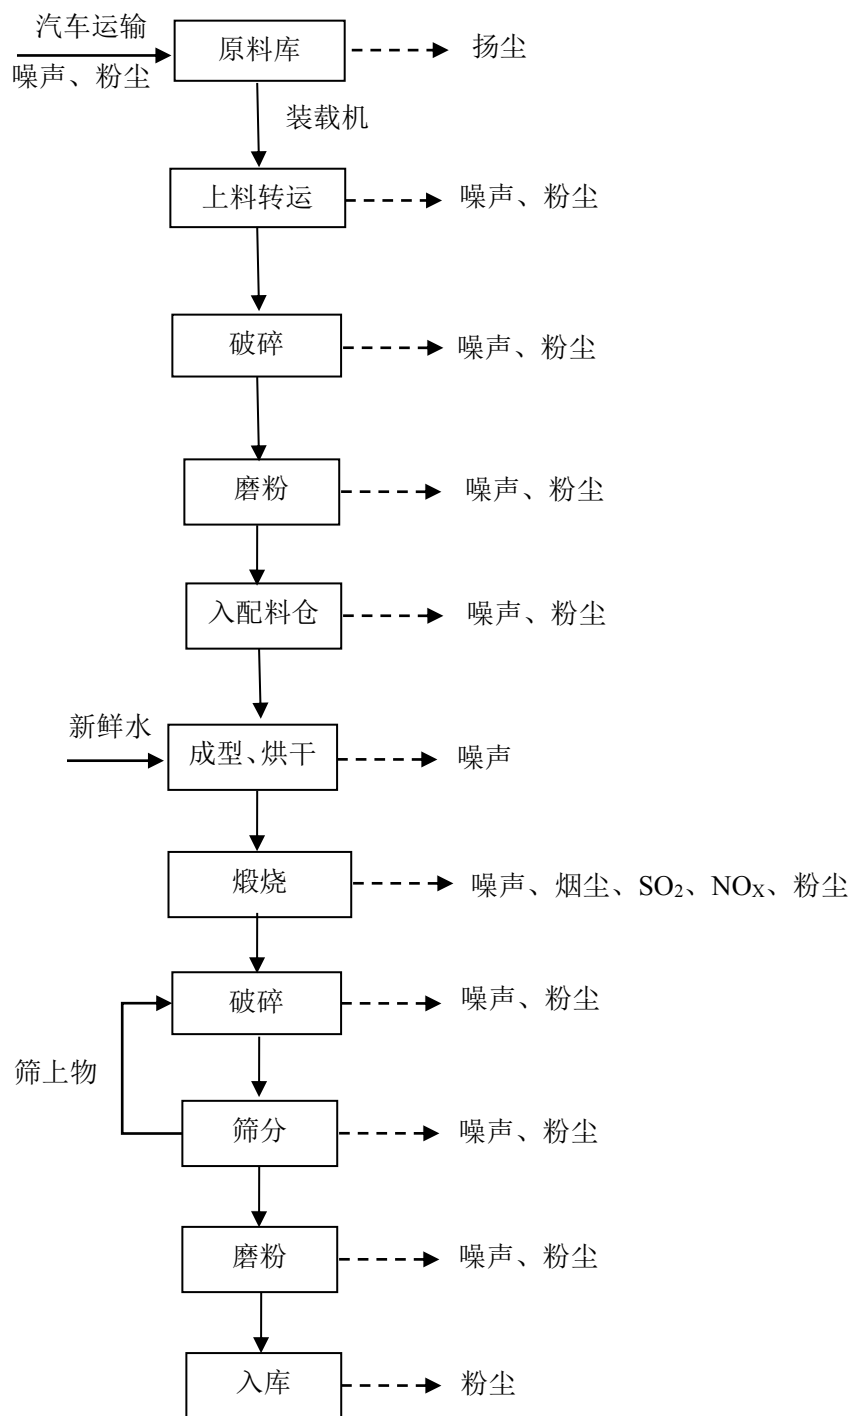 汽车运输
噪声、粉尘
原料库
扬尘
装载机
上料转运
噪声、粉尘
破碎
噪声、粉尘
磨粉
噪声、粉尘
入配料仓
噪声、粉尘
新鲜水
成型、烘干
噪声
煅烧
噪声、烟尘、SO₂、NOX、粉尘
破碎
噪声、粉尘
筛上物
筛分
噪声、粉尘
磨粉
噪声、粉尘
入库
粉尘